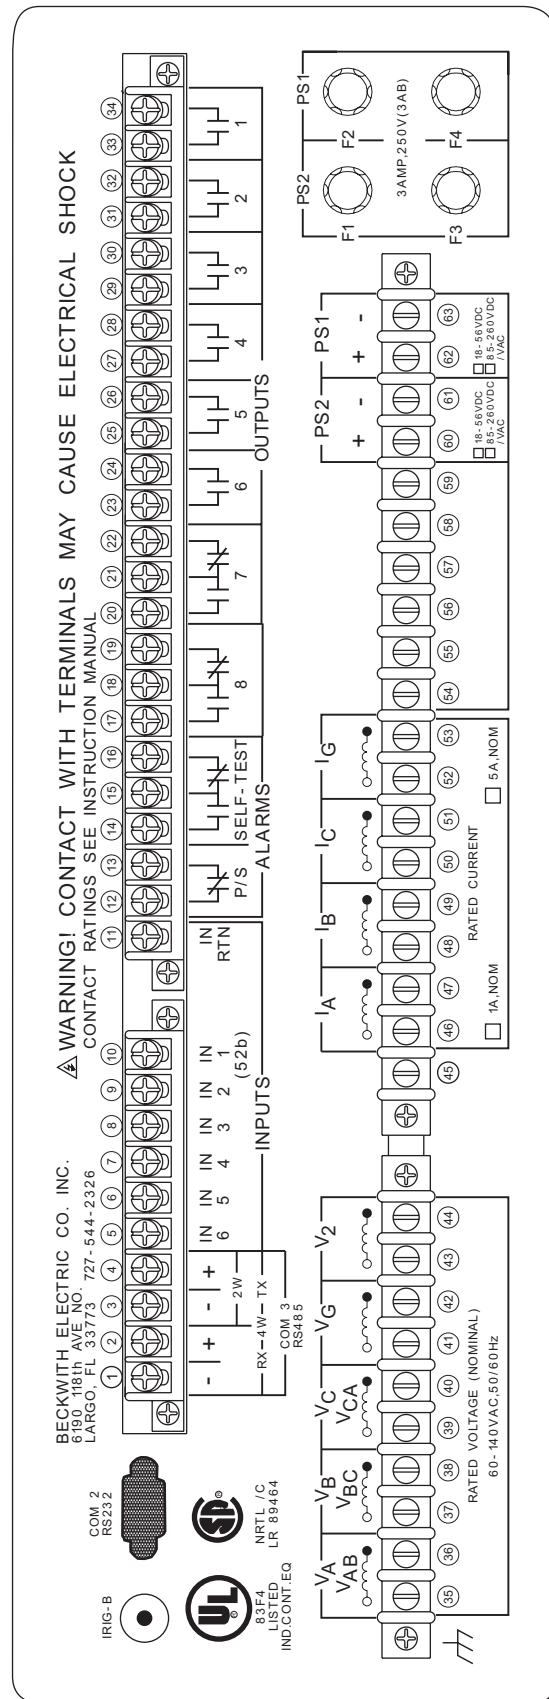 BECKWITH ELECTRIC CO. INC.
6190 118th AVE NO.
LARGO, FL 33773 727-544-2326
WARNING! CONTACT WITH TERMINALS MAY CAUSE ELECTRICAL SHOCK
CONTACT RATINGS SEE INSTRUCTION MANUAL
IRIG-B
COM 2
RS232
UL
®
83F4
LISTED
IND.CONT.EQ
SP
®
NRTL /C
LR 89464
1 2 3 4 5 6 7 8 9 10 11 12 13 14 15 16 17 18 19 20 21 22 23 24 25 26 27 28 29 30 31 32 33 34
- + - +
2W
RX-4W-TX
COM 3
RS485
IN 6
IN 5
IN 4
IN 3
IN 2
IN 1
(52b)
INPUTS
IN RTN
P/S
SELF-TEST
ALARMS
8 7 6 5 4 3 2 1
OUTPUTS
VA VAB
VB VBC
VC VCA
VG
V2
35 36 37 38 39 40 41 42 43 44
RATED VOLTAGE (NOMINAL)
60-140VAC,50/60Hz
IA IB IC IG
45 46 47 48 49 50 51 52 53
RATED CURRENT
1A,NOM
5A,NOM
54 55 56 57 58 59 60 61 62 63
PS2
+ -
18-56VDC
85-260VDC
/VAC
PS1
+ -
18-56VDC
85-260VDC
/VAC
PS2 PS1
F1 F2
3AMP,250V(3AB)
F3 F4